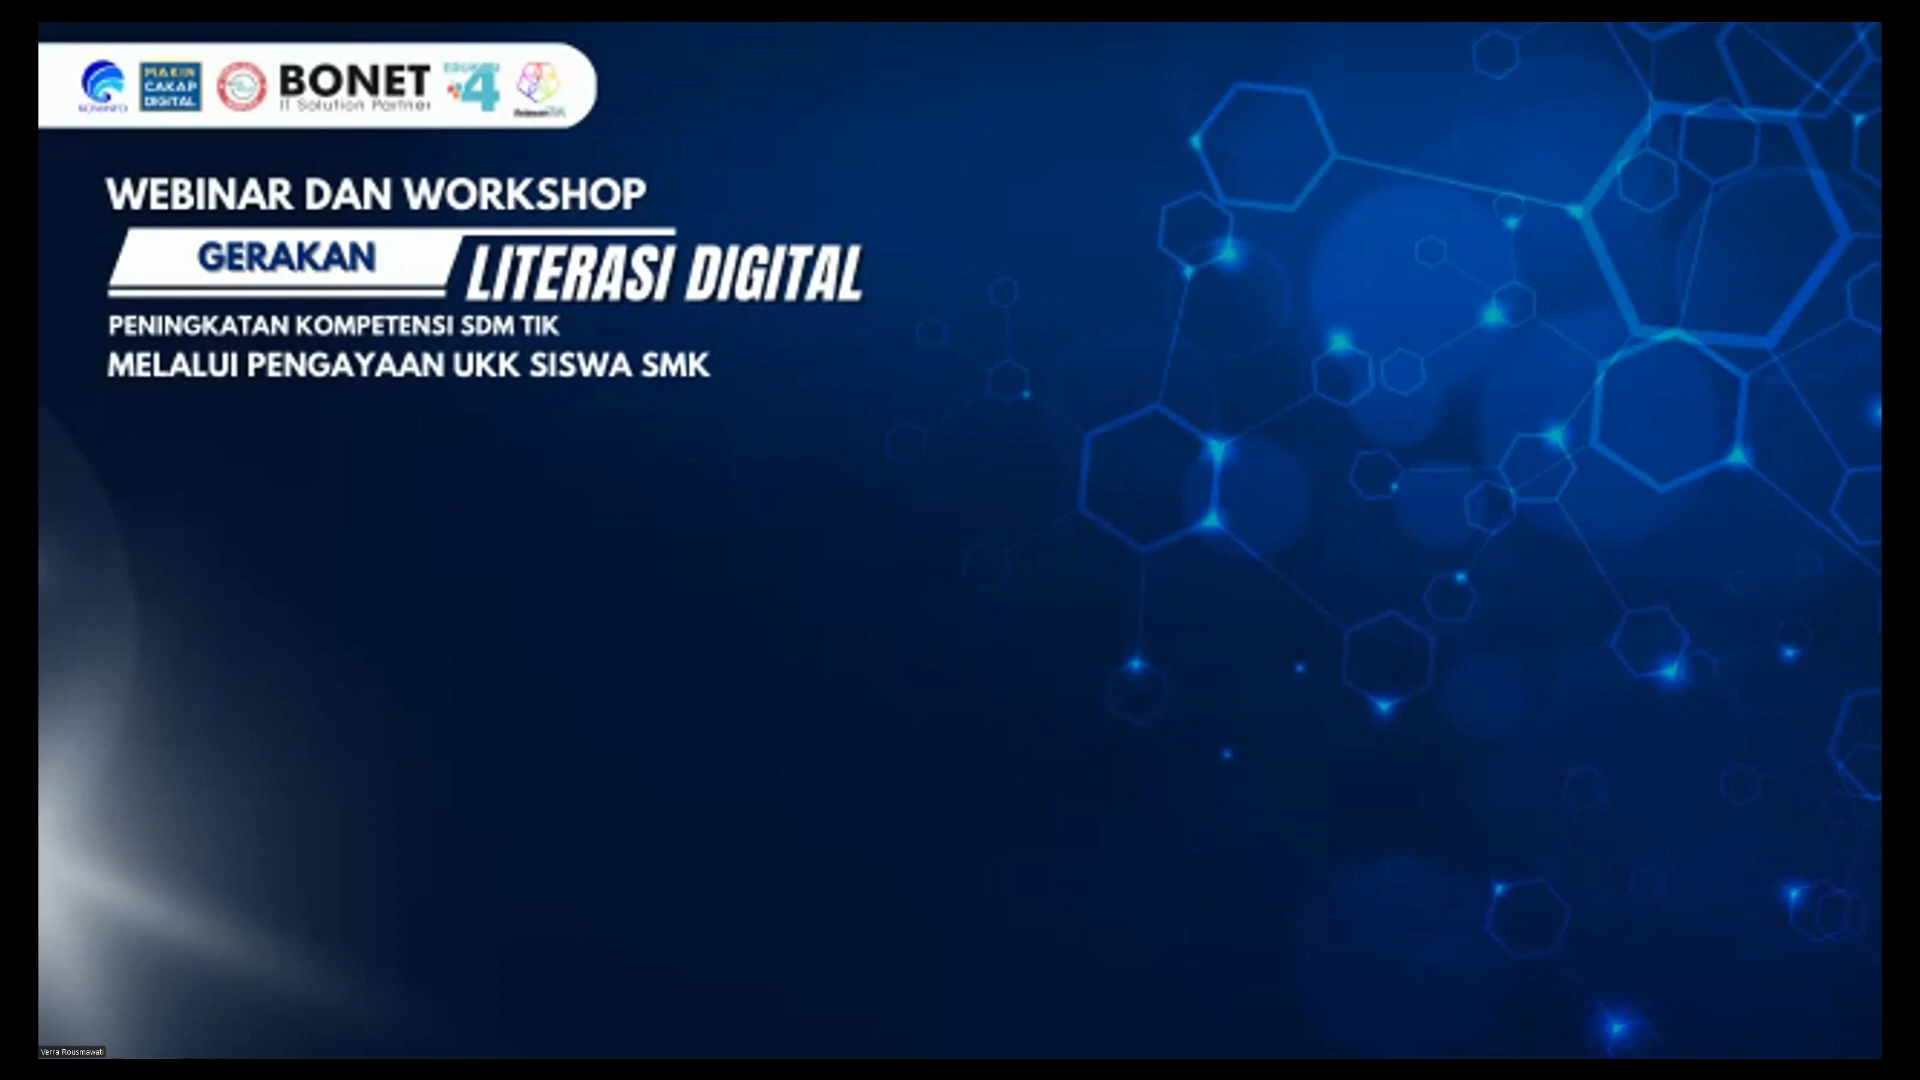 KOMINFO
MAKIN
CAKAP
DIGITAL
BONET
IT Solution Partner
4
WEBINAR DAN WORKSHOP
GERAKAN
LITERASI DIGITAL
PENINGKATAN KOMPETENSI SDM TIK
MELALUI PENGAYAAN UKK SISWA SMK
Verra Rousmawati